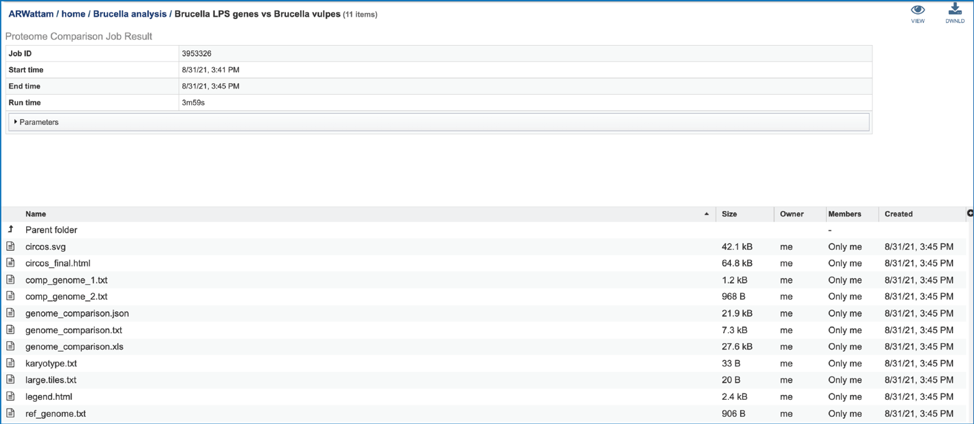 ARWattam / home / Brucella analysis / Brucella LPS genes vs Brucella vulpes (11 items)
VIEW DWNLD
Proteome Comparison Job Result
Job ID 3953326
Start time 8/31/21, 3:41 PM
End time 8/31/21, 3:45 PM
Run time 3m59s
Parameters
Name Size Owner Members Created
Parent folder -
circos.svg 42.1 kB me Only me 8/31/21, 3:45 PM
circos_final.html 64.8 kB me Only me 8/31/21, 3:45 PM
comp_genome_1.txt 1.2 kB me Only me 8/31/21, 3:45 PM
comp_genome_2.txt 968 B me Only me 8/31/21, 3:45 PM
genome_comparison.json 21.9 kB me Only me 8/31/21, 3:45 PM
genome_comparison.txt 7.3 kB me Only me 8/31/21, 3:45 PM
genome_comparison.xls 27.6 kB me Only me 8/31/21, 3:45 PM
karyotype.txt 33 B me Only me 8/31/21, 3:45 PM
large.tiles.txt 20 B me Only me 8/31/21, 3:45 PM
legend.html 2.4 kB me Only me 8/31/21, 3:45 PM
ref_genome.txt 906 B me Only me 8/31/21, 3:45 PM